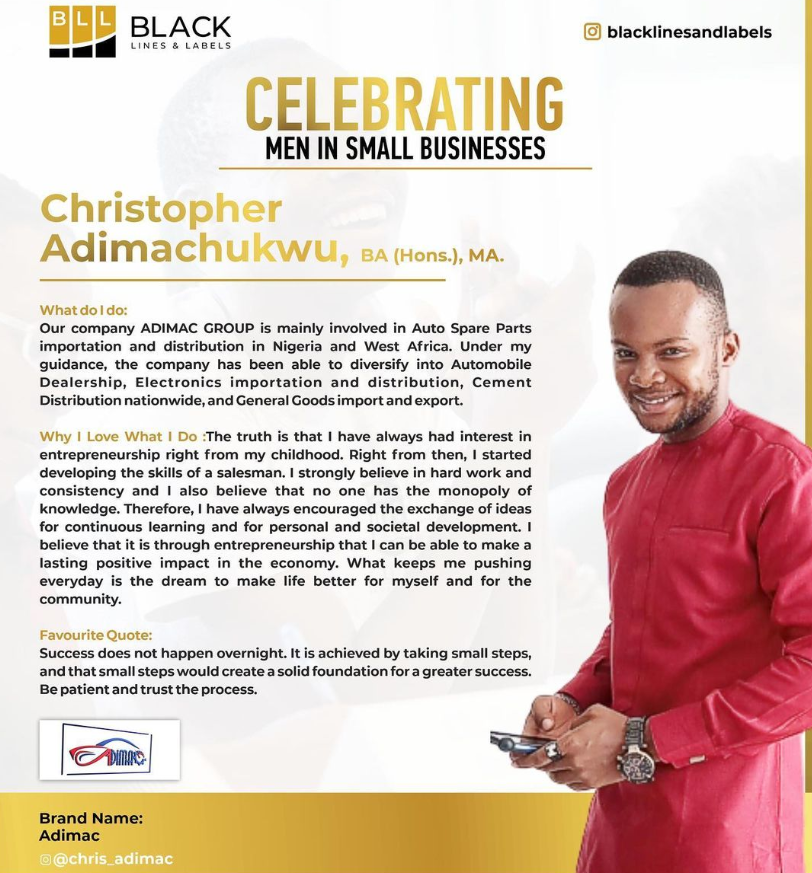 BLL
BLACK
LINES & LABELS
blacklinesandlabels
CELEBRATING
MEN IN SMALL BUSINESSES
Christopher
Adimachukwu, BA (Hons.), MA.
What do I do:
Our company ADIMAC GROUP is mainly involved in Auto Spare Parts
importation and distribution in Nigeria and West Africa. Under my
guidance, the company has been able to diversify into Automobile
Dealership, Electronics importation and distribution, Cement
Distribution nationwide, and General Goods import and export.
Why I Love What I Do :The truth is that I have always had interest in
entrepreneurship right from my childhood. Right from then, I started
developing the skills of a salesman. I strongly believe in hard work and
consistency and I also believe that no one has the monopoly of
knowledge. Therefore, I have always encouraged the exchange of ideas
for continuous learning and for personal and societal development. I
believe that it is through entrepreneurship that I can be able to make a
lasting positive impact in the economy. What keeps me pushing
everyday is the dream to make life better for myself and for the
community.
Favourite Quote:
Success does not happen overnight. It is achieved by taking small steps,
and that small steps would create a solid foundation for a greater success.
Be patient and trust the process.
ADIMAC
Brand Name:
Adimac
@chris_adimac